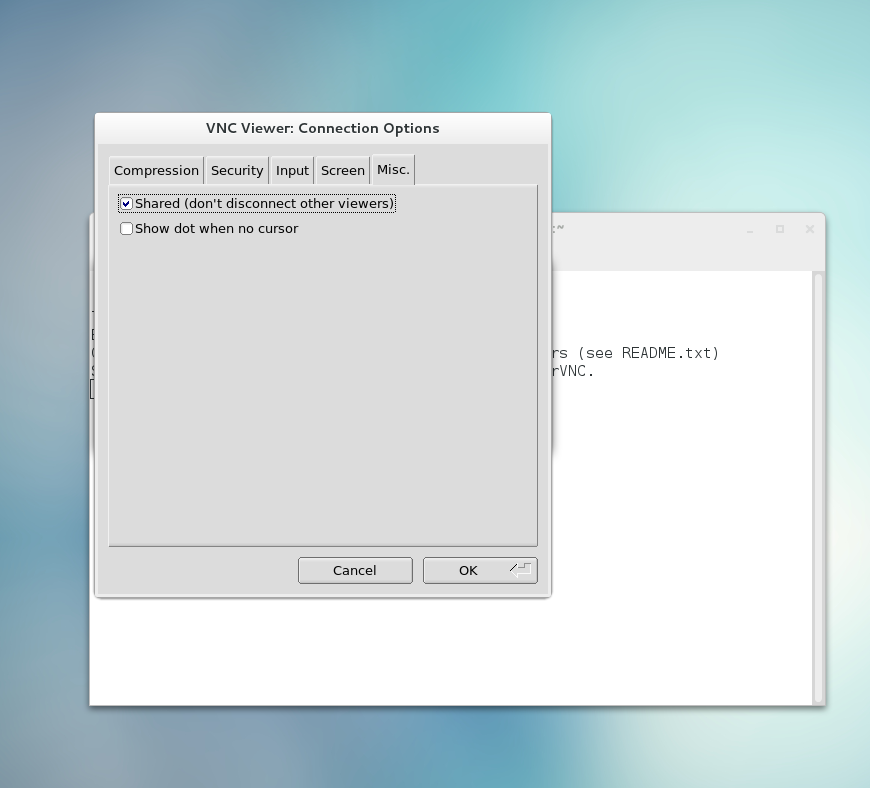 VNC Viewer: Connection Options
Compression Security Input Screen Misc.
Shared (don't disconnect other viewers)
Show dot when no cursor
:~
rs (see README.txt)
rVNC.
Cancel OK